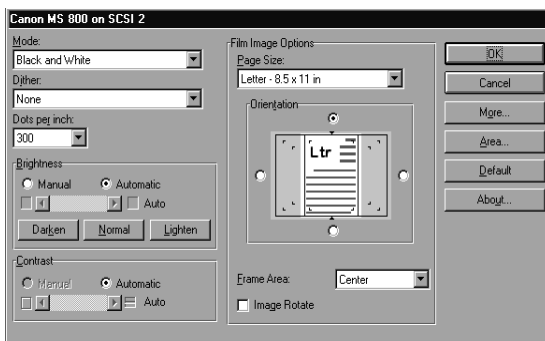 Canon MS 800 on SCSI 2
Mode:
Black and White
Dither:
None
Dots per inch:
300
Brightness
Manual Automatic
Auto
Darken Normal Lighten
Contrast
Manual Automatic
Auto
Film Image Options
Page Size:
Letter - 8.5 x 11 in
Orientation
Ltr
Frame Area: Center
Image Rotate
OK
Cancel
More...
Area...
Default
About...